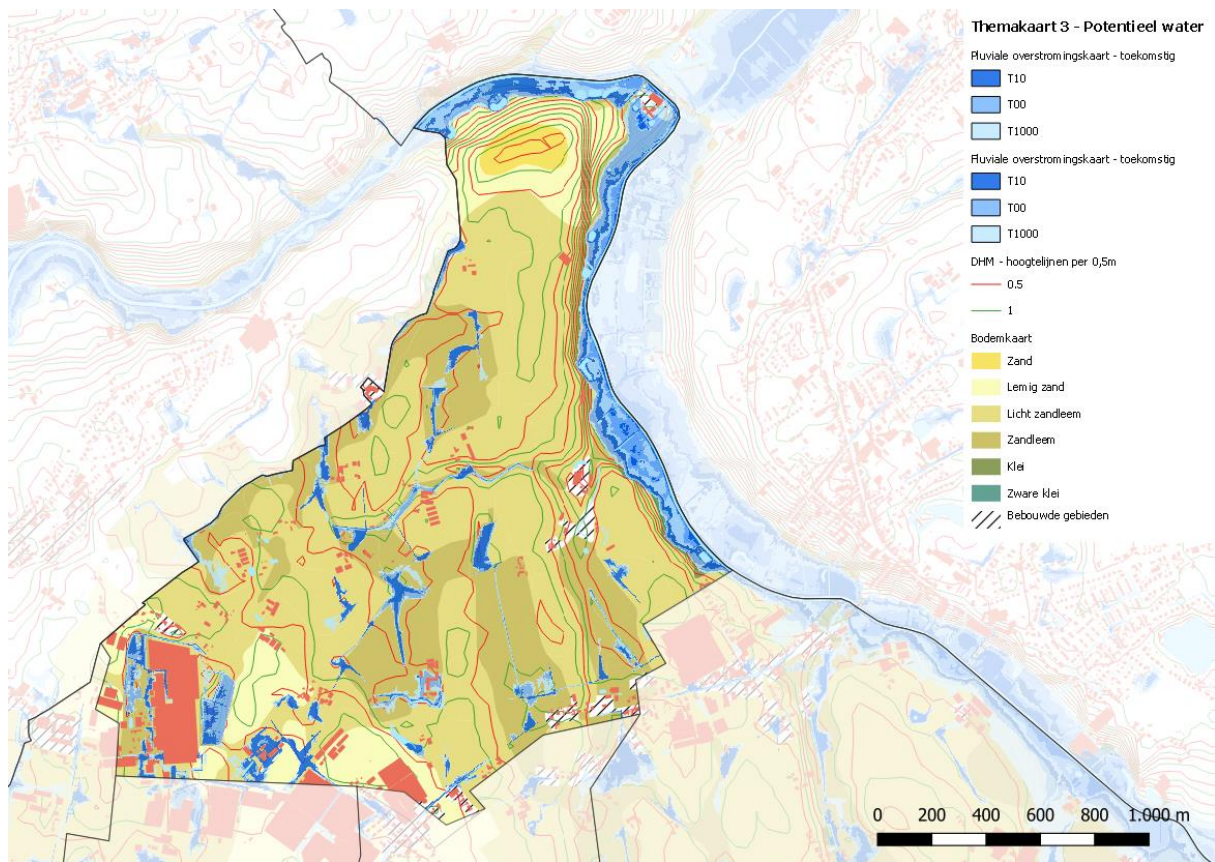 Themakaart 3 - Potentieel water
Pluviale overstromingskaart - toekomstig
T10
T00
T1000
Fluviale overstromingskaart - toekomstig
T10
T00
T1000
DHM - hoogtelijnen per 0,5m
0.5
1
Bodemkaart
Zand
Lemig zand
Licht zandleem
Zandleem
Klei
Zware klei
Bebouwde gebieden
0 200 400 600 800 1.000 m